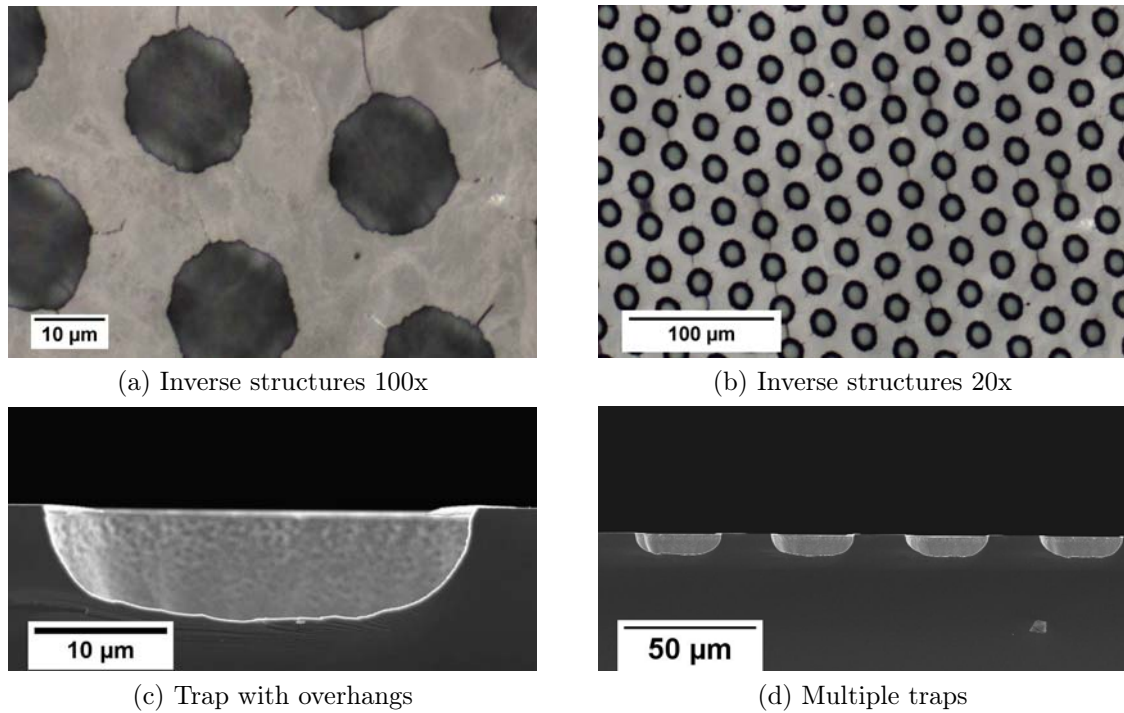 10 µm
100 µm
(a) Inverse structures 100x
(b) Inverse structures 20x
10 µm
50 µm
(c) Trap with overhangs
(d) Multiple traps